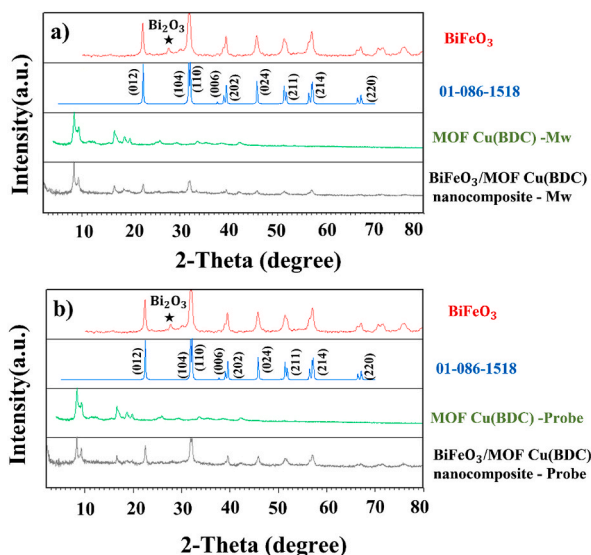 a)
Bi₂O₃
★
BiFeO₃
(012)
(104)
(110)
(006)
(202)
(024)
(211)
(214)
(220)
01-086-1518
MOF Cu(BDC) -Mw
BiFeO₃/MOF Cu(BDC)
nanocomposite - Mw
Intensity(a.u.)
10 20 30 40 50 60 70 80
2-Theta (degree)
b)
Bi₂O₃
★
BiFeO₃
(012)
(104)
(110)
(006)
(202)
(024)
(211)
(214)
(220)
01-086-1518
MOF Cu(BDC) -Probe
BiFeO₃/MOF Cu(BDC)
nanocomposite - Probe
Intensity(a.u.)
10 20 30 40 50 60 70 80
2-Theta (degree)